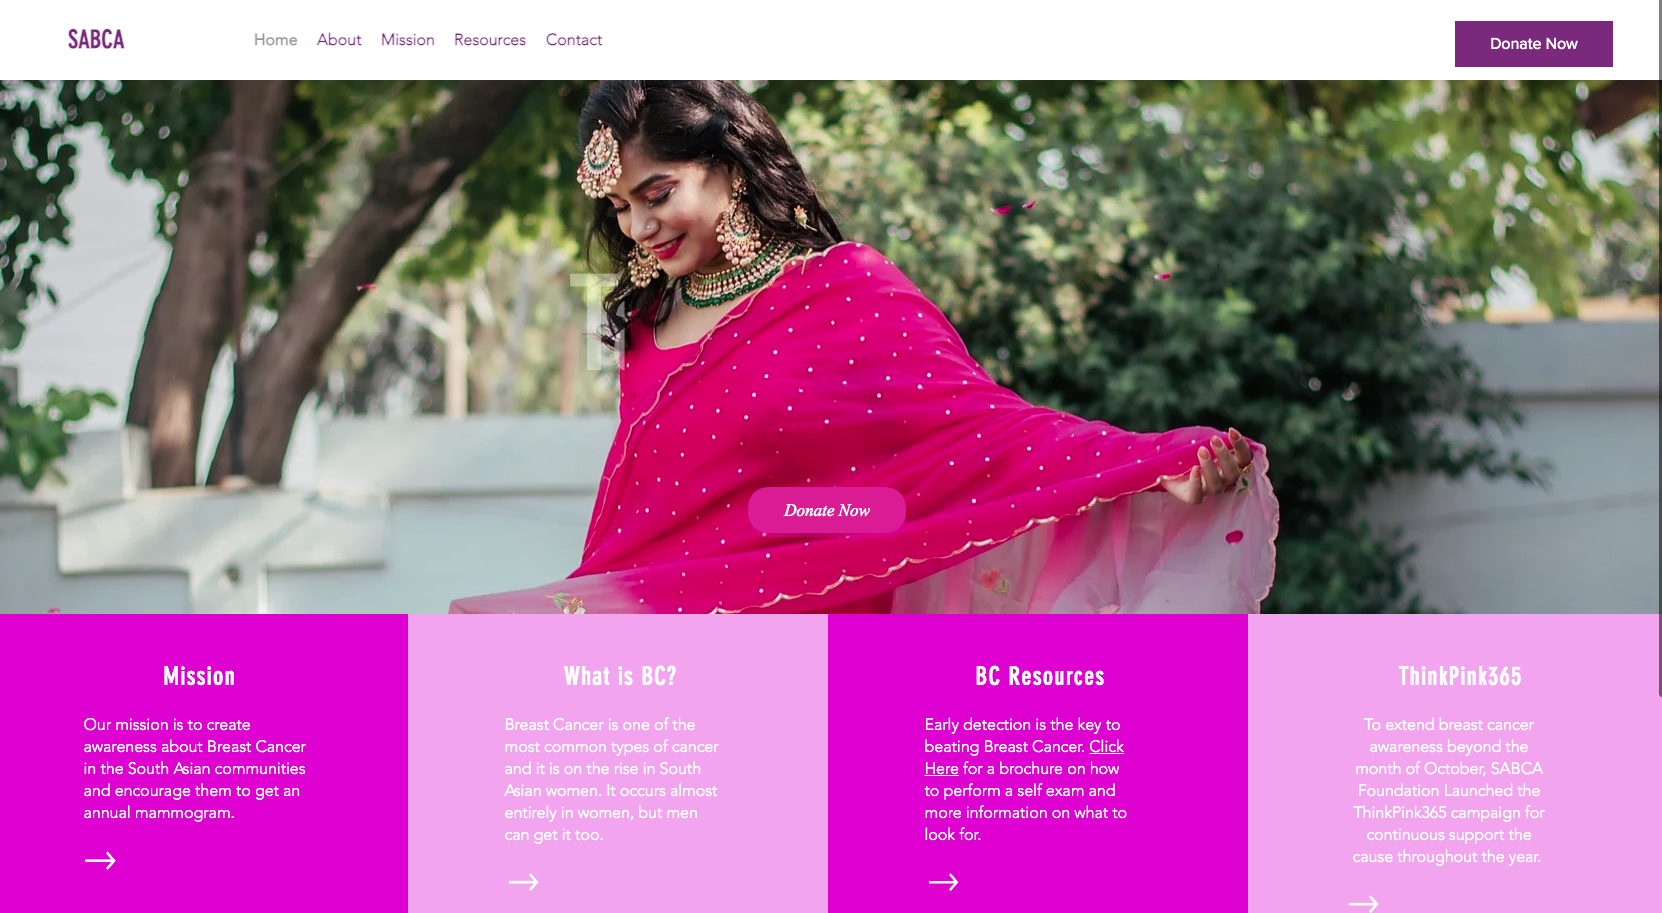 SABCA
Home About Mission Resources Contact
Donate Now
Donate Now
Mission
Our mission is to create
awareness about Breast Cancer
in the South Asian communities
and encourage them to get an
annual mammogram.
What is BC?
Breast Cancer is one of the
most common types of cancer
and it is on the rise in South
Asian women. It occurs almost
entirely in women, but men
can get it too.
BC Resources
Early detection is the key to
beating Breast Cancer. Click
Here for a brochure on how
to perform a self exam and
more information on what to
look for.
ThinkPink365
To extend breast cancer
awareness beyond the
month of October, SABCA
Foundation Launched the
ThinkPink365 campaign for
continuous support the
cause throughout the year.